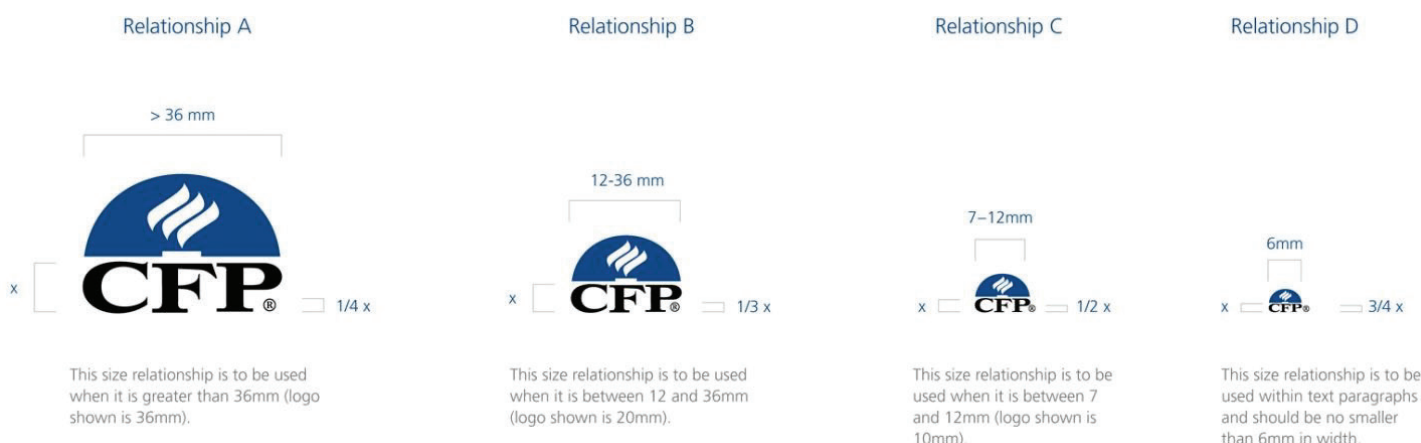 Relationship A
> 36 mm
CFP®
x
1/4 x
This size relationship is to be used
when it is greater than 36mm (logo
shown is 36mm).
Relationship B
12-36 mm
CFP®
x
1/3 x
This size relationship is to be used
when it is between 12 and 36mm
(logo shown is 20mm).
Relationship C
7–12mm
CFP®
x
1/2 x
This size relationship is to be
used when it is between 7
and 12mm (logo shown is
10mm)
Relationship D
6mm
CFP®
x
3/4 x
This size relationship is to be
used within text paragraphs
and should be no smaller
than 6mm in width.